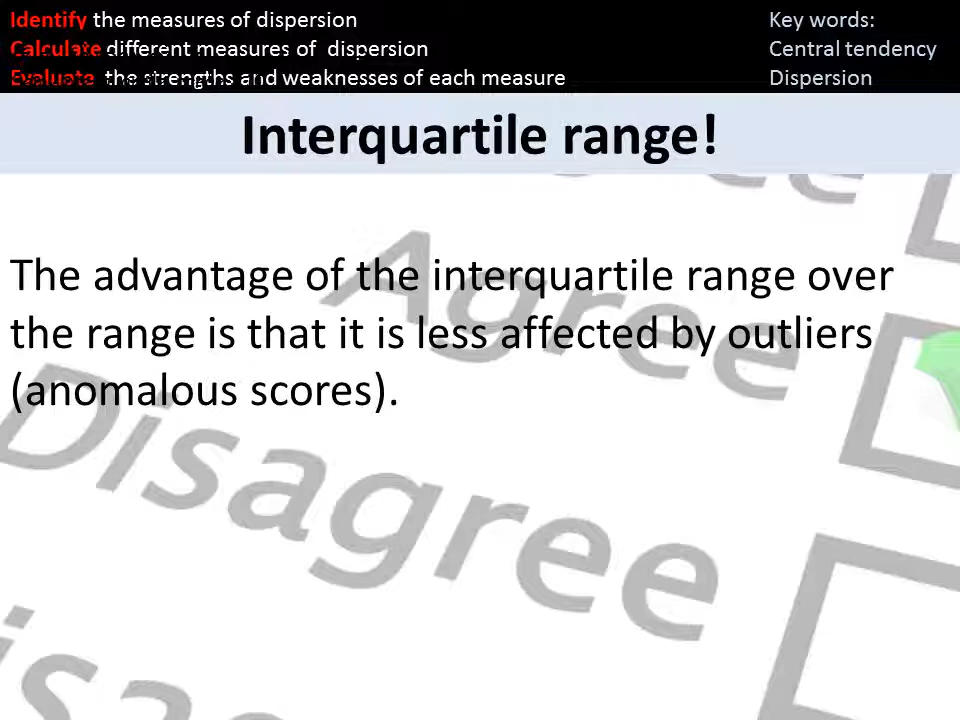 Identify the measures of dispersion
Calculate different measures of dispersion
Evaluate the strengths and weaknesses of each measure
Key words:
Central tendency
Dispersion
Interquartile range!
The advantage of the interquartile range over
the range is that it is less affected by outliers
(anomalous scores).
Agree
Disagree